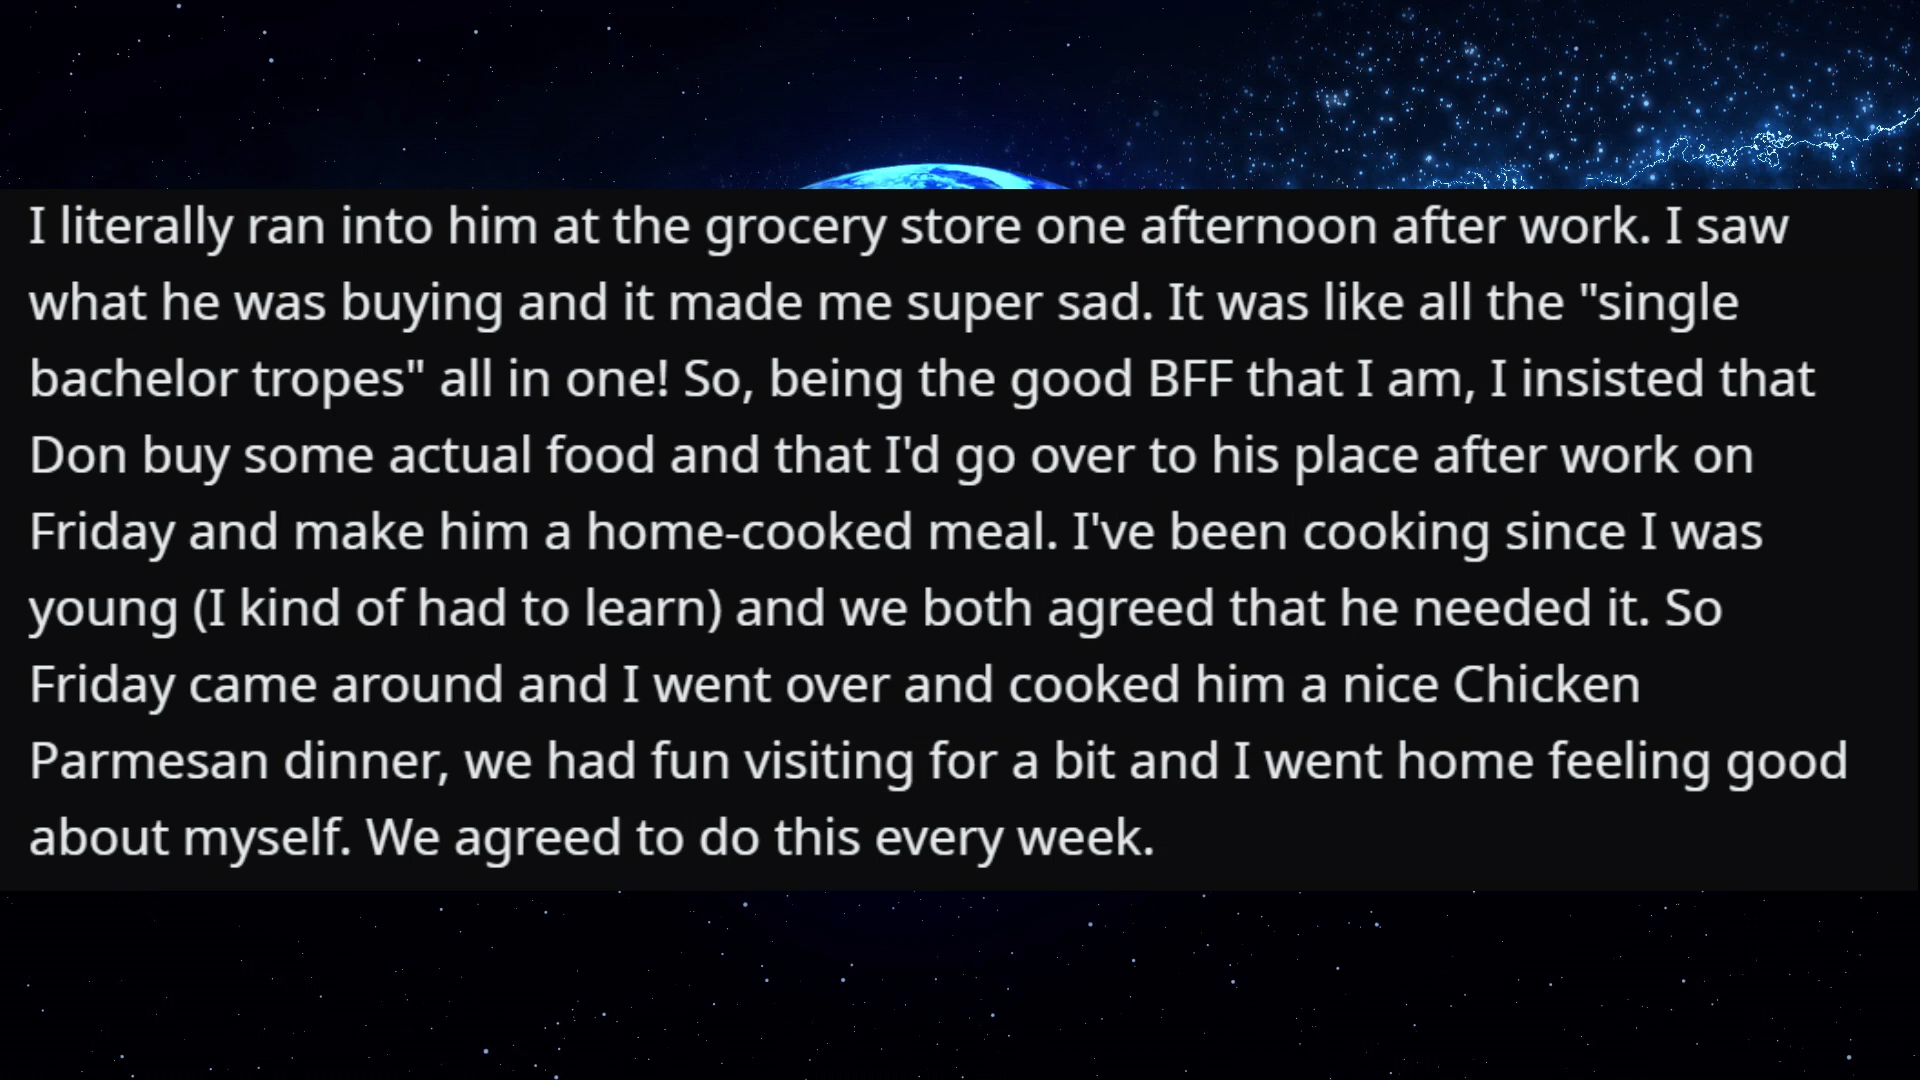 I literally ran into him at the grocery store one afternoon after work. I saw
what he was buying and it made me super sad. It was like all the "single
bachelor tropes" all in one! So, being the good BFF that I am, I insisted that
Don buy some actual food and that I'd go over to his place after work on
Friday and make him a home-cooked meal. I've been cooking since I was
young (I kind of had to learn) and we both agreed that he needed it. So
Friday came around and I went over and cooked him a nice Chicken
Parmesan dinner, we had fun visiting for a bit and I went home feeling good
about myself. We agreed to do this every week.